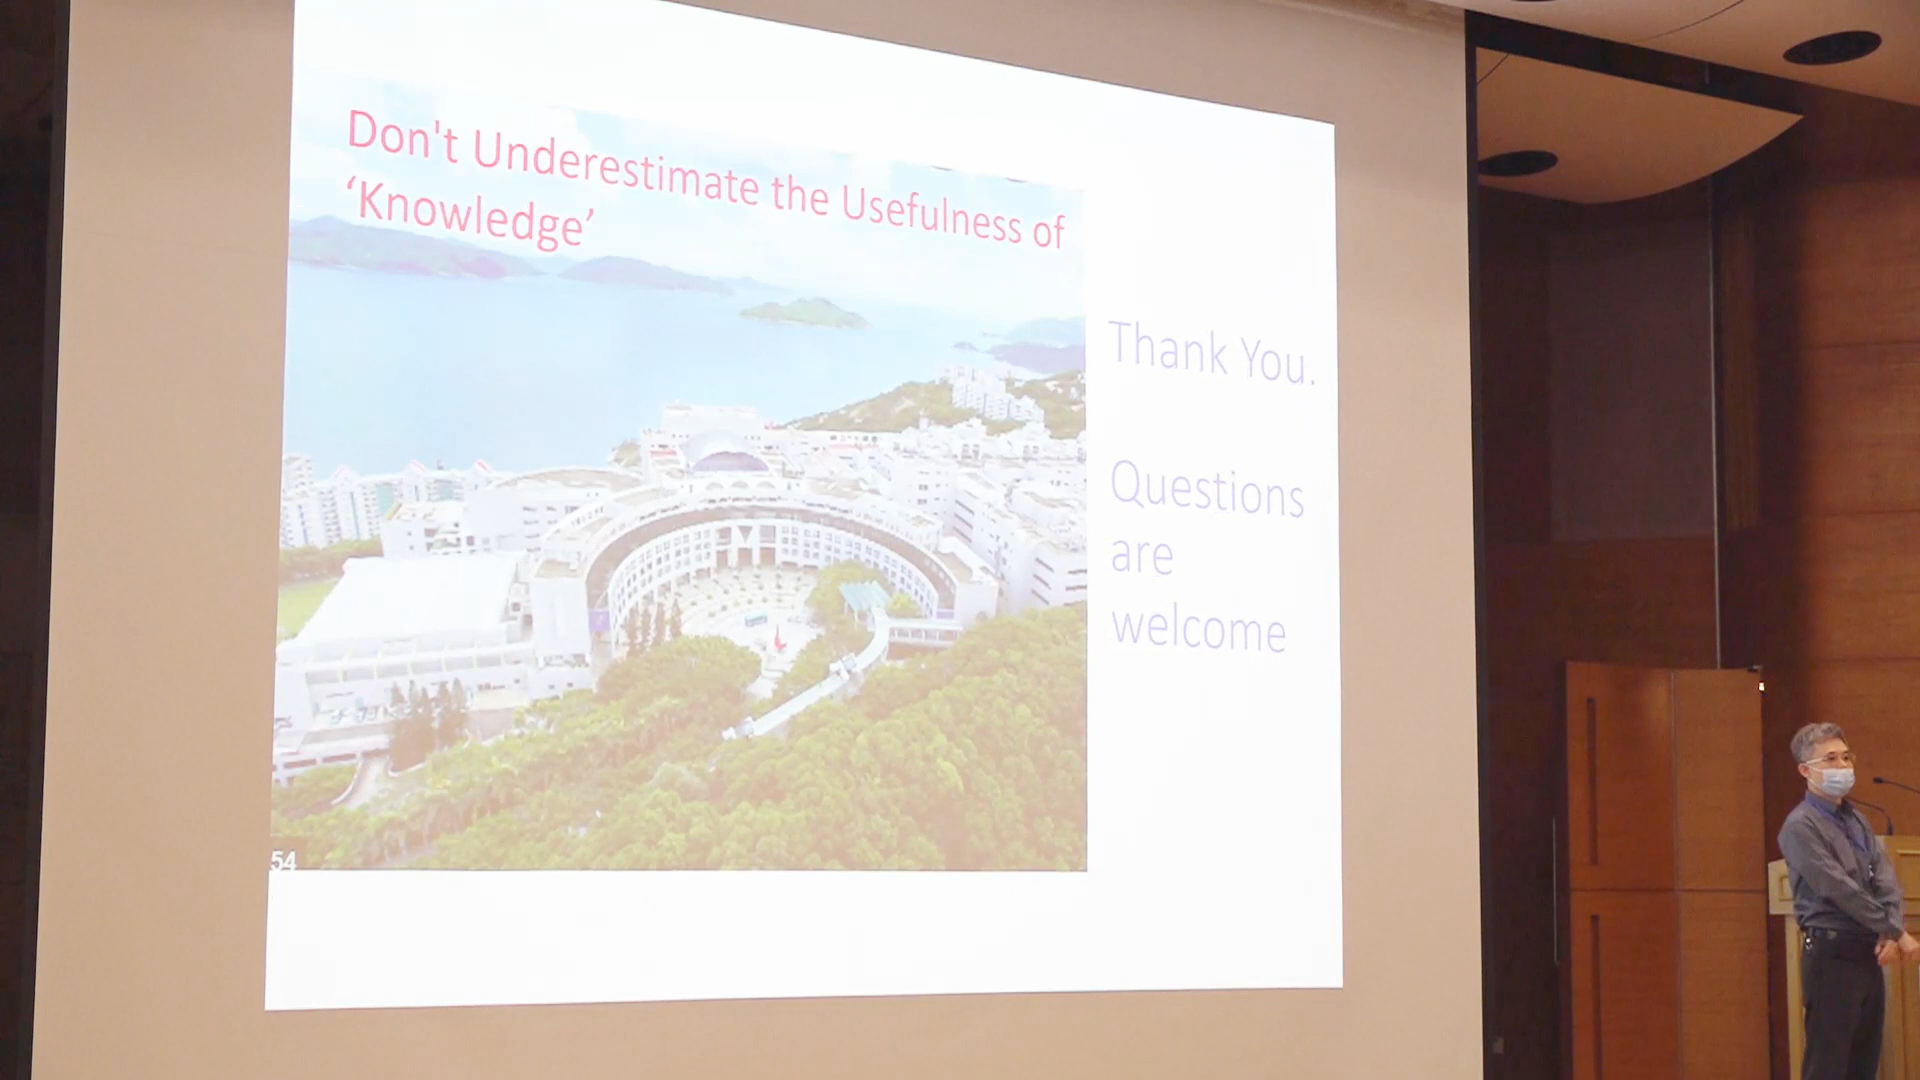 Don't Underestimate the Usefulness of
‘Knowledge’
Thank You.
Questions
are
welcome
54